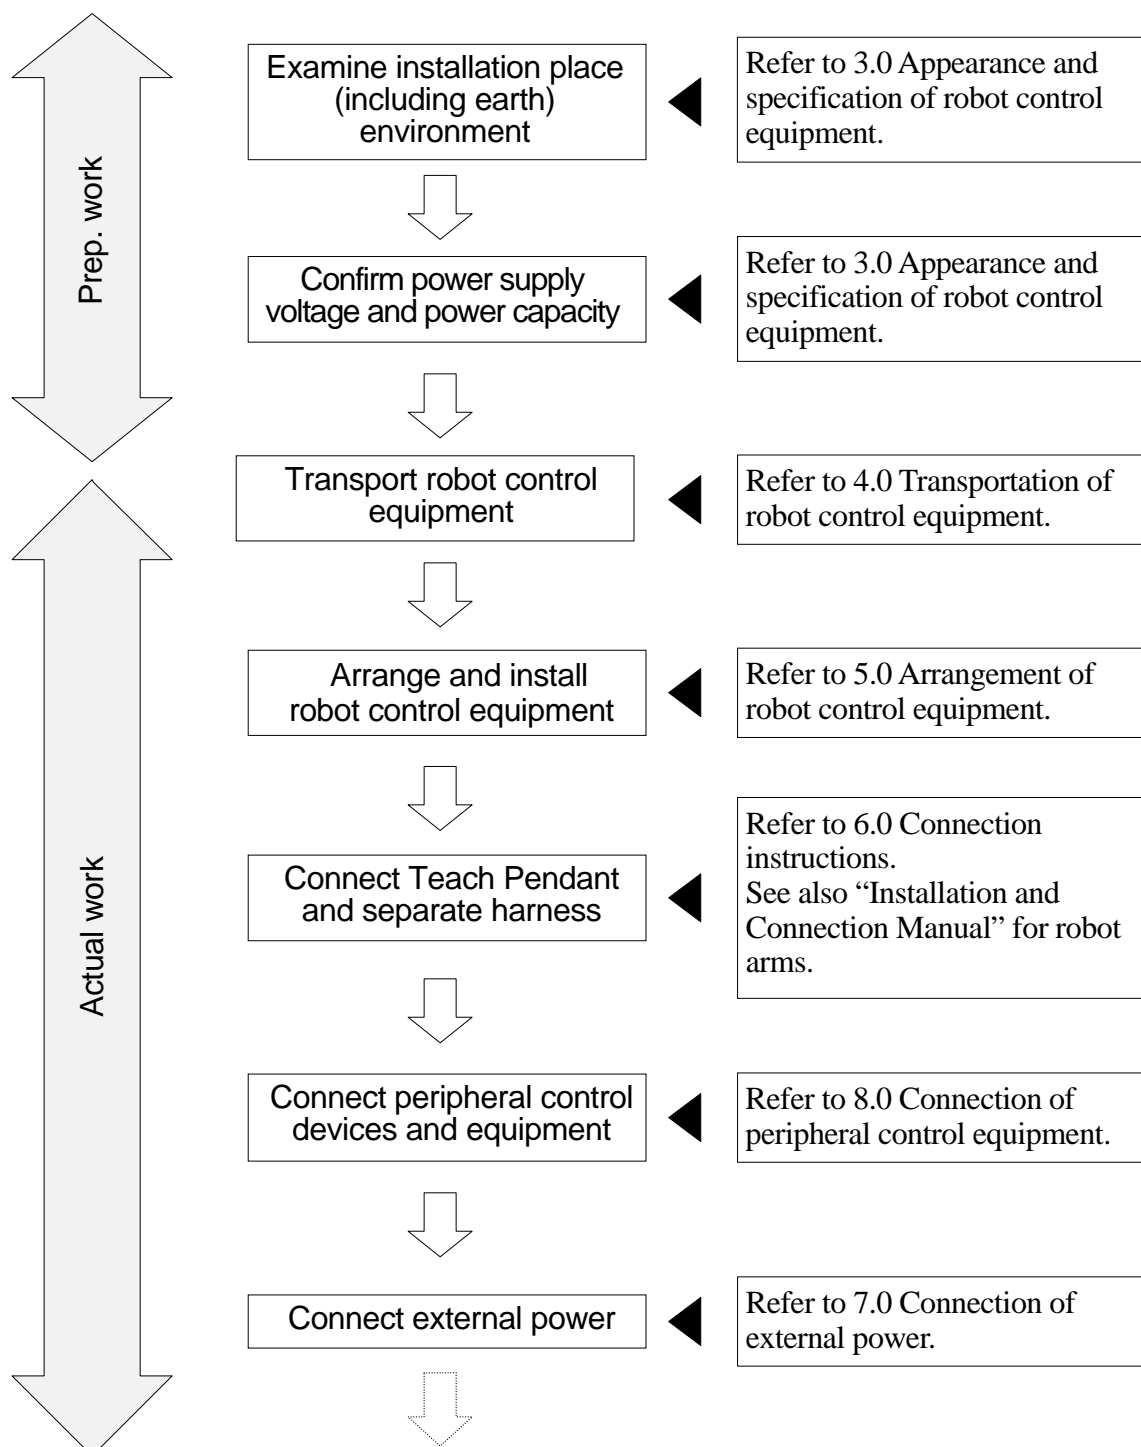 Prep. work
Examine installation place
(including earth)
environment
Refer to 3.0 Appearance and
specification of robot control
equipment.
Confirm power supply
voltage and power capacity
Refer to 3.0 Appearance and
specification of robot control
equipment.
Actual work
Transport robot control
equipment
Refer to 4.0 Transportation of
robot control equipment.
Arrange and install
robot control equipment
Refer to 5.0 Arrangement of
robot control equipment.
Connect Teach Pendant
and separate harness
Refer to 6.0 Connection
instructions.
See also “Installation and
Connection Manual” for robot
arms.
Connect peripheral control
devices and equipment
Refer to 8.0 Connection of
peripheral control equipment.
Connect external power
Refer to 7.0 Connection of
external power.